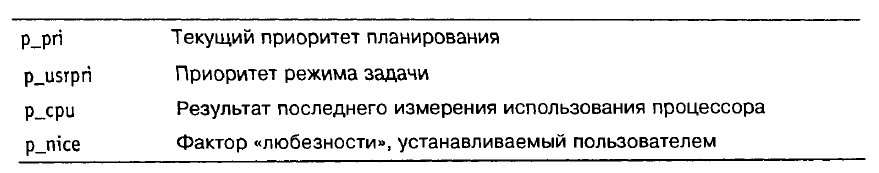 p_pri Текущий приоритет планирования
p_usrpri Приоритет режима задачи
p_cpu Результат последнего измерения использования процессора
p_nice Фактор «любезности», устанавливаемый пользователем